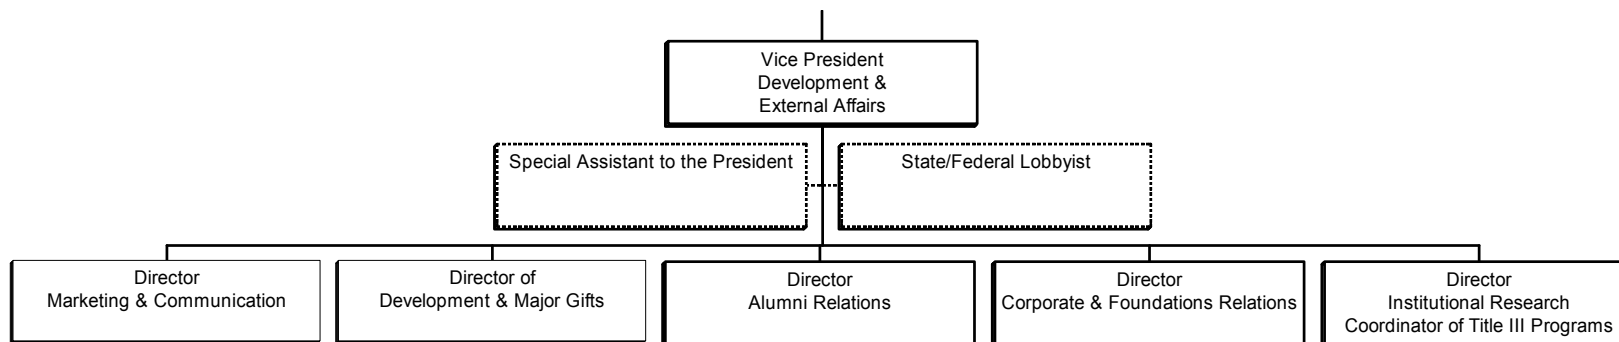 Vice President
Development &
External Affairs
Special Assistant to the President
State/Federal Lobbyist
Director
Marketing & Communication
Director of
Development & Major Gifts
Director
Alumni Relations
Director
Corporate & Foundations Relations
Director
Institutional Research
Coordinator of Title III Programs